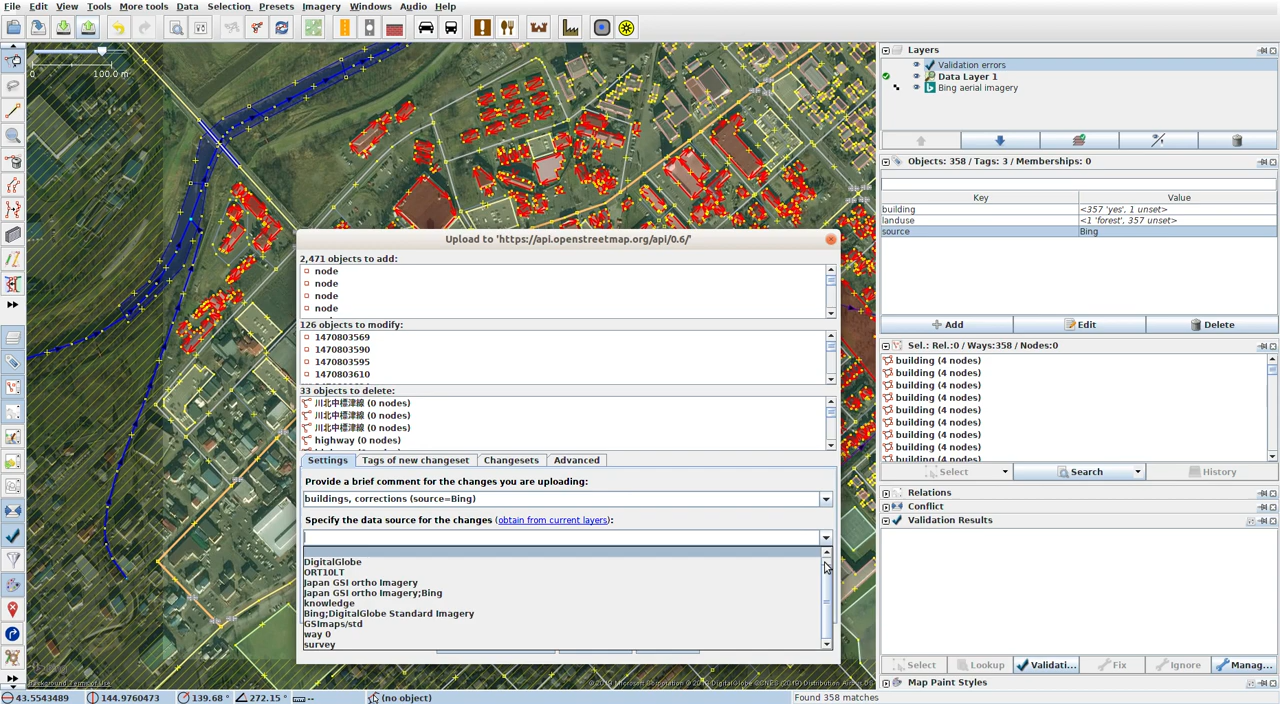 File Edit View Tools More tools Data Selection Presets Imagery Windows Audio Help
0 100.0 m
Layers
Validation errors
Data Layer 1
Bing aerial imagery
Objects: 358 / Tags: 3 / Memberships: 0
Key Value
building <357 'yes', 1 unset>
landuse <1 'forest', 357 unset>
source Bing
Add Edit Delete
Sel.: Rel.:0 / Ways:358 / Nodes:0
building (4 nodes)
building (4 nodes)
building (4 nodes)
building (4 nodes)
building (4 nodes)
building (4 nodes)
building (4 nodes)
building (4 nodes)
building (4 nodes)
Select Search History
Relations
Conflict
Validation Results
Select Lookup Validati... Fix Ignore Manag...
Map Paint Styles
Upload to 'https://api.openstreetmap.org/api/0.6/'
2,471 objects to add:
node
node
node
node
126 objects to modify:
1470803569
1470803590
1470803595
1470803610
33 objects to delete:
川北中標津線 (0 nodes)
川北中標津線 (0 nodes)
川北中標津線 (0 nodes)
highway (0 nodes)
Settings Tags of new changeset Changesets Advanced
Provide a brief comment for the changes you are uploading:
buildings, corrections (source=Bing)
Specify the data source for the changes (obtain from current layers):
DigitalGlobe
ORT10LT
Japan GSI ortho Imagery
Japan GSI ortho Imagery;Bing
knowledge
Bing;DigitalGlobe Standard Imagery
GSImaps/std
way 0
survey
Background Terms of Use
43.5543489 144.9760473 139.68 ° 272.15 ° -- (no object) Found 358 matches